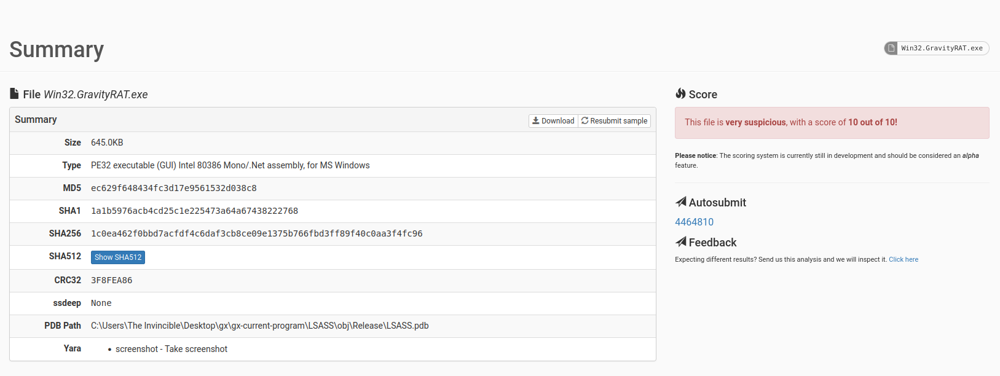 Summary
Win32.GravityRAT.exe
File Win32.GravityRAT.exe
Summary
Download
Resubmit sample
Size 645.0KB
Type PE32 executable (GUI) Intel 80386 Mono/.Net assembly, for MS Windows
MD5 ec629f648434fc3d17e9561532d038c8
SHA1 1a1b5976acb4cd25c1e225473a64a67438222768
SHA256 1c0ea462f0bbd7acfdf4c6daf3cb8ce09e1375b766fbd3ff89f40c0aa3f4fc96
SHA512 Show SHA512
CRC32 3F8FEA86
ssdeep None
PDB Path C:\Users\The Invincible\Desktop\gx\gx-current-program\LSASS\obj\Release\LSASS.pdb
Yara • screenshot - Take screenshot
Score
This file is very suspicious, with a score of 10 out of 10!
Please notice: The scoring system is currently still in development and should be considered an alpha
feature.
Autosubmit
4464810
Feedback
Expecting different results? Send us this analysis and we will inspect it. Click here